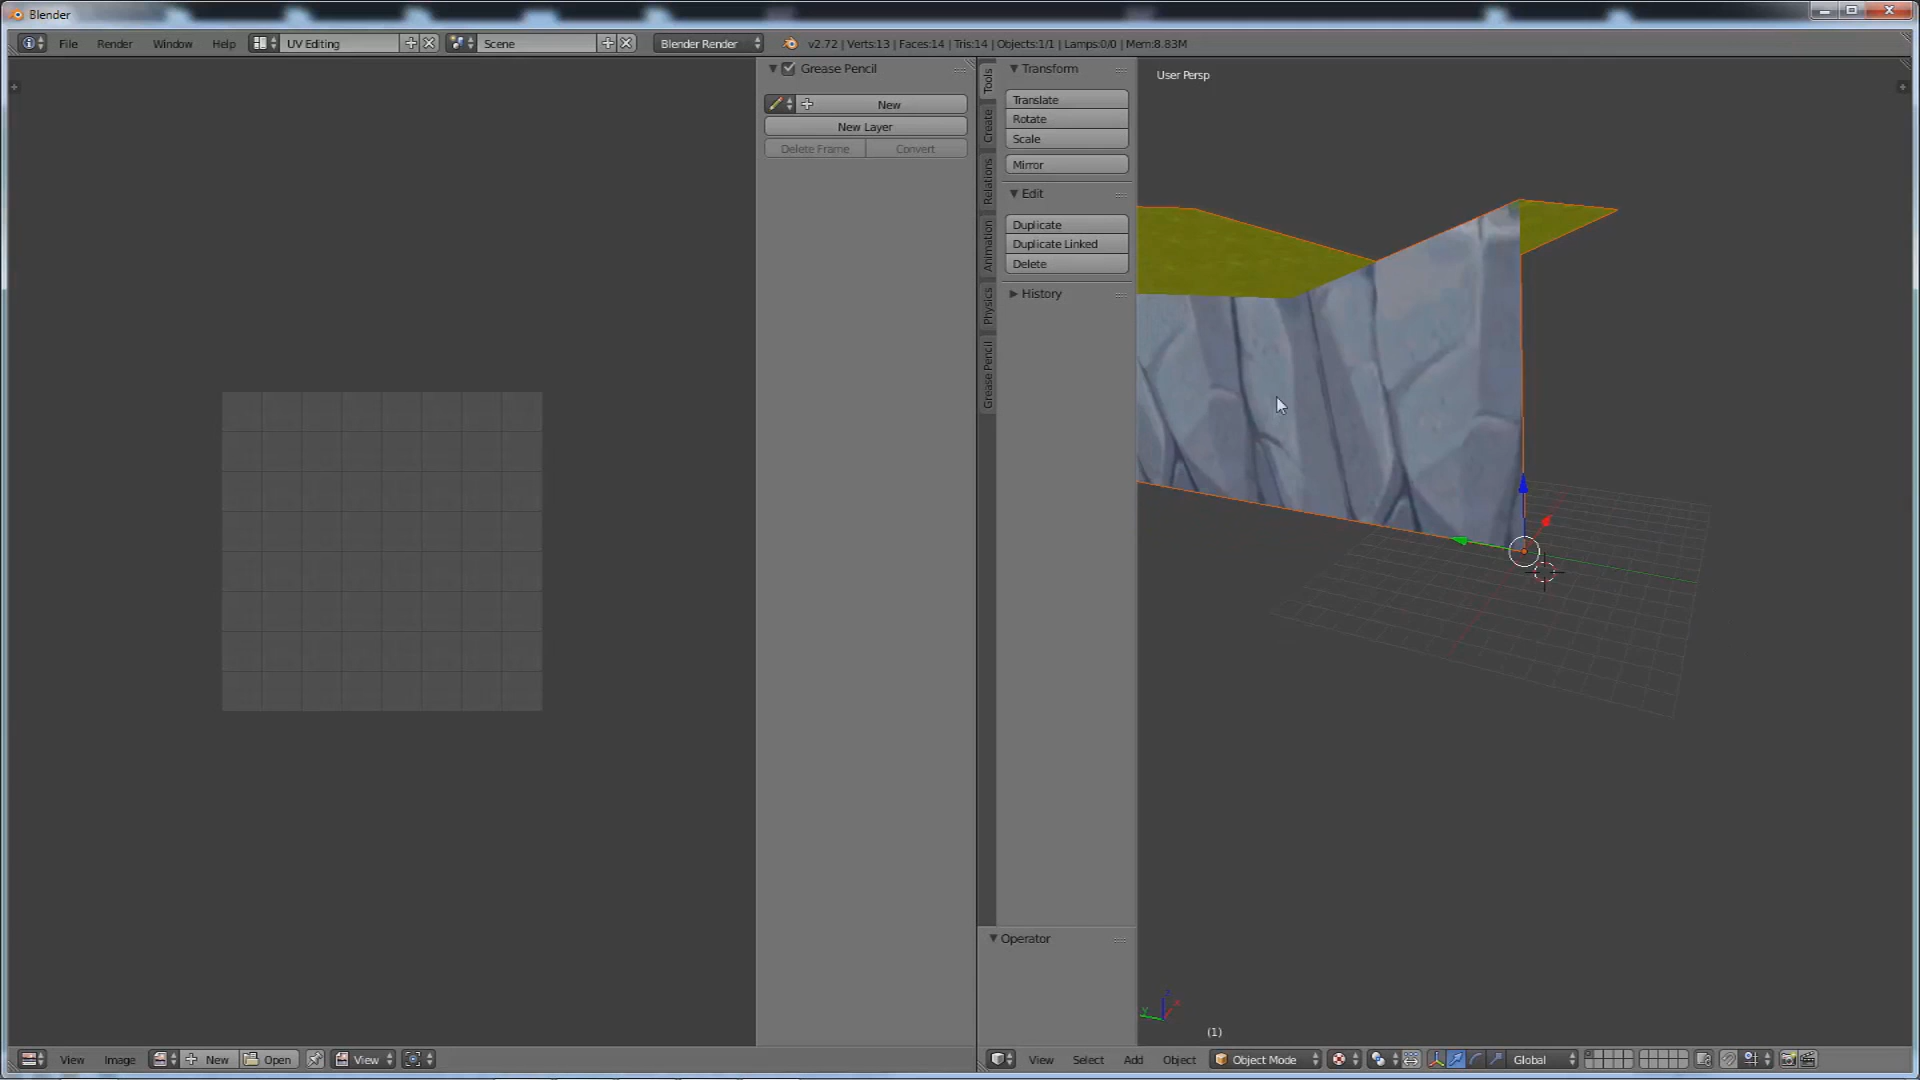 Blender
File Render Window Help UV Editing Scene Blender Render v2.72 | Verts:13 | Faces:14 | Tris:14 | Objects:1/1 | Lamps:0/0 | Mem:8.83M
Grease Pencil
New
New Layer
Delete Frame Convert
Tools
Create
Relations
Animation
Physics
Grease Pencil
Transform
Translate
Rotate
Scale
Mirror
Edit
Duplicate
Duplicate Linked
Delete
History
Operator
User Persp
(1)
View Image New Open View
View Select Add Object Object Mode Global